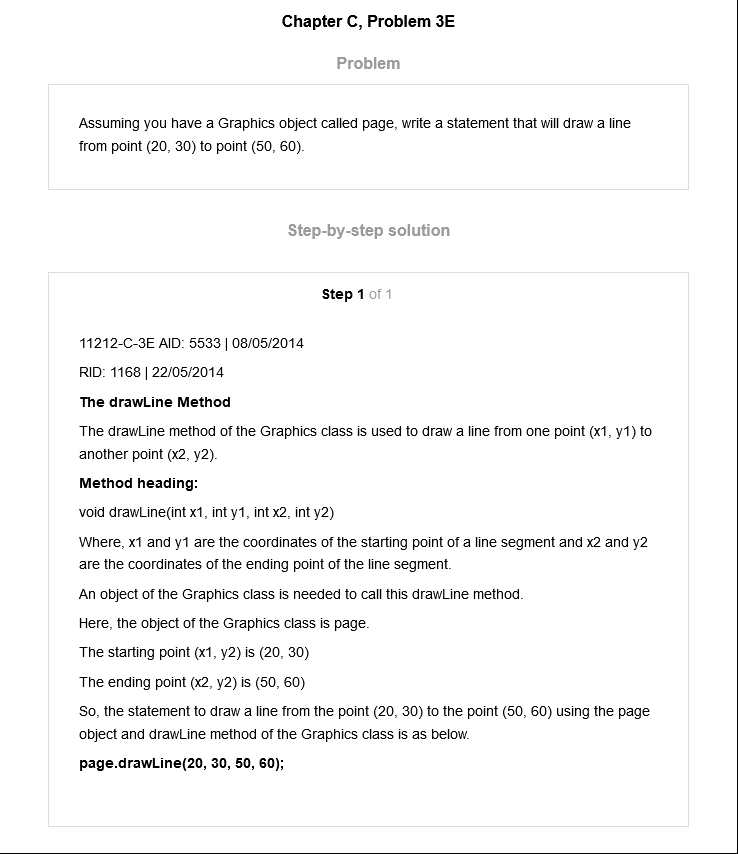 Chapter C, Problem 3E
Problem
Assuming you have a Graphics object called page, write a statement that will draw a line
from point (20, 30) to point (50, 60).
Step-by-step solution
Step 1 of 1
11212-C-3E AID: 5533 | 08/05/2014
RID: 1168 | 22/05/2014
The drawLine Method
The drawLine method of the Graphics class is used to draw a line from one point (x1, y1) to
another point (x2, y2).
Method heading:
void drawLine(int x1, int y1, int x2, int y2)
Where, x1 and y1 are the coordinates of the starting point of a line segment and x2 and y2
are the coordinates of the ending point of the line segment.
An object of the Graphics class is needed to call this drawLine method.
Here, the object of the Graphics class is page.
The starting point (x1, y2) is (20, 30)
The ending point (x2, y2) is (50, 60)
So, the statement to draw a line from the point (20, 30) to the point (50, 60) using the page
object and drawLine method of the Graphics class is as below.
page.drawLine(20, 30, 50, 60);